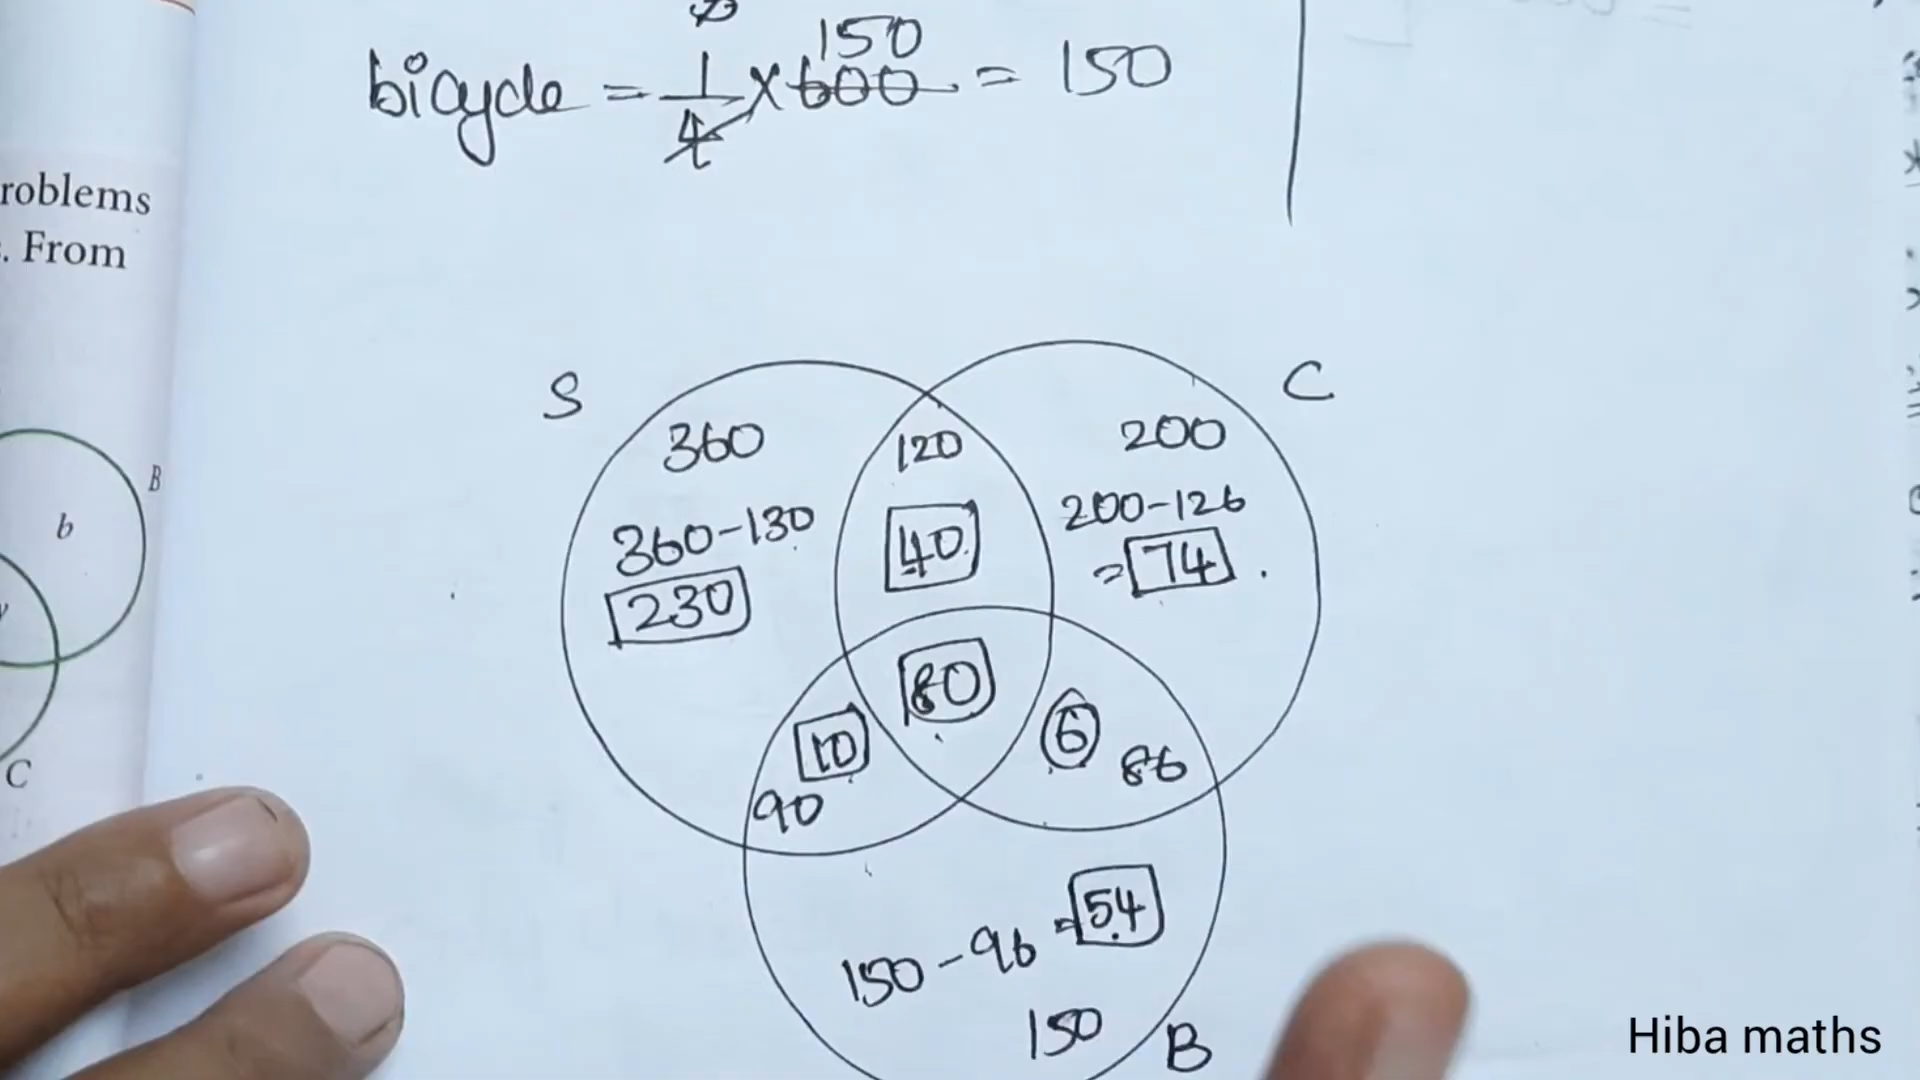 bicycle = 1/4 × 600 = 150
150
roblems
. From
B
b
C
S
C
360
120
200
360-130
230
40
200-126
= 74
80
10
90
6
86
150-96 = 54
150
B
Hiba maths